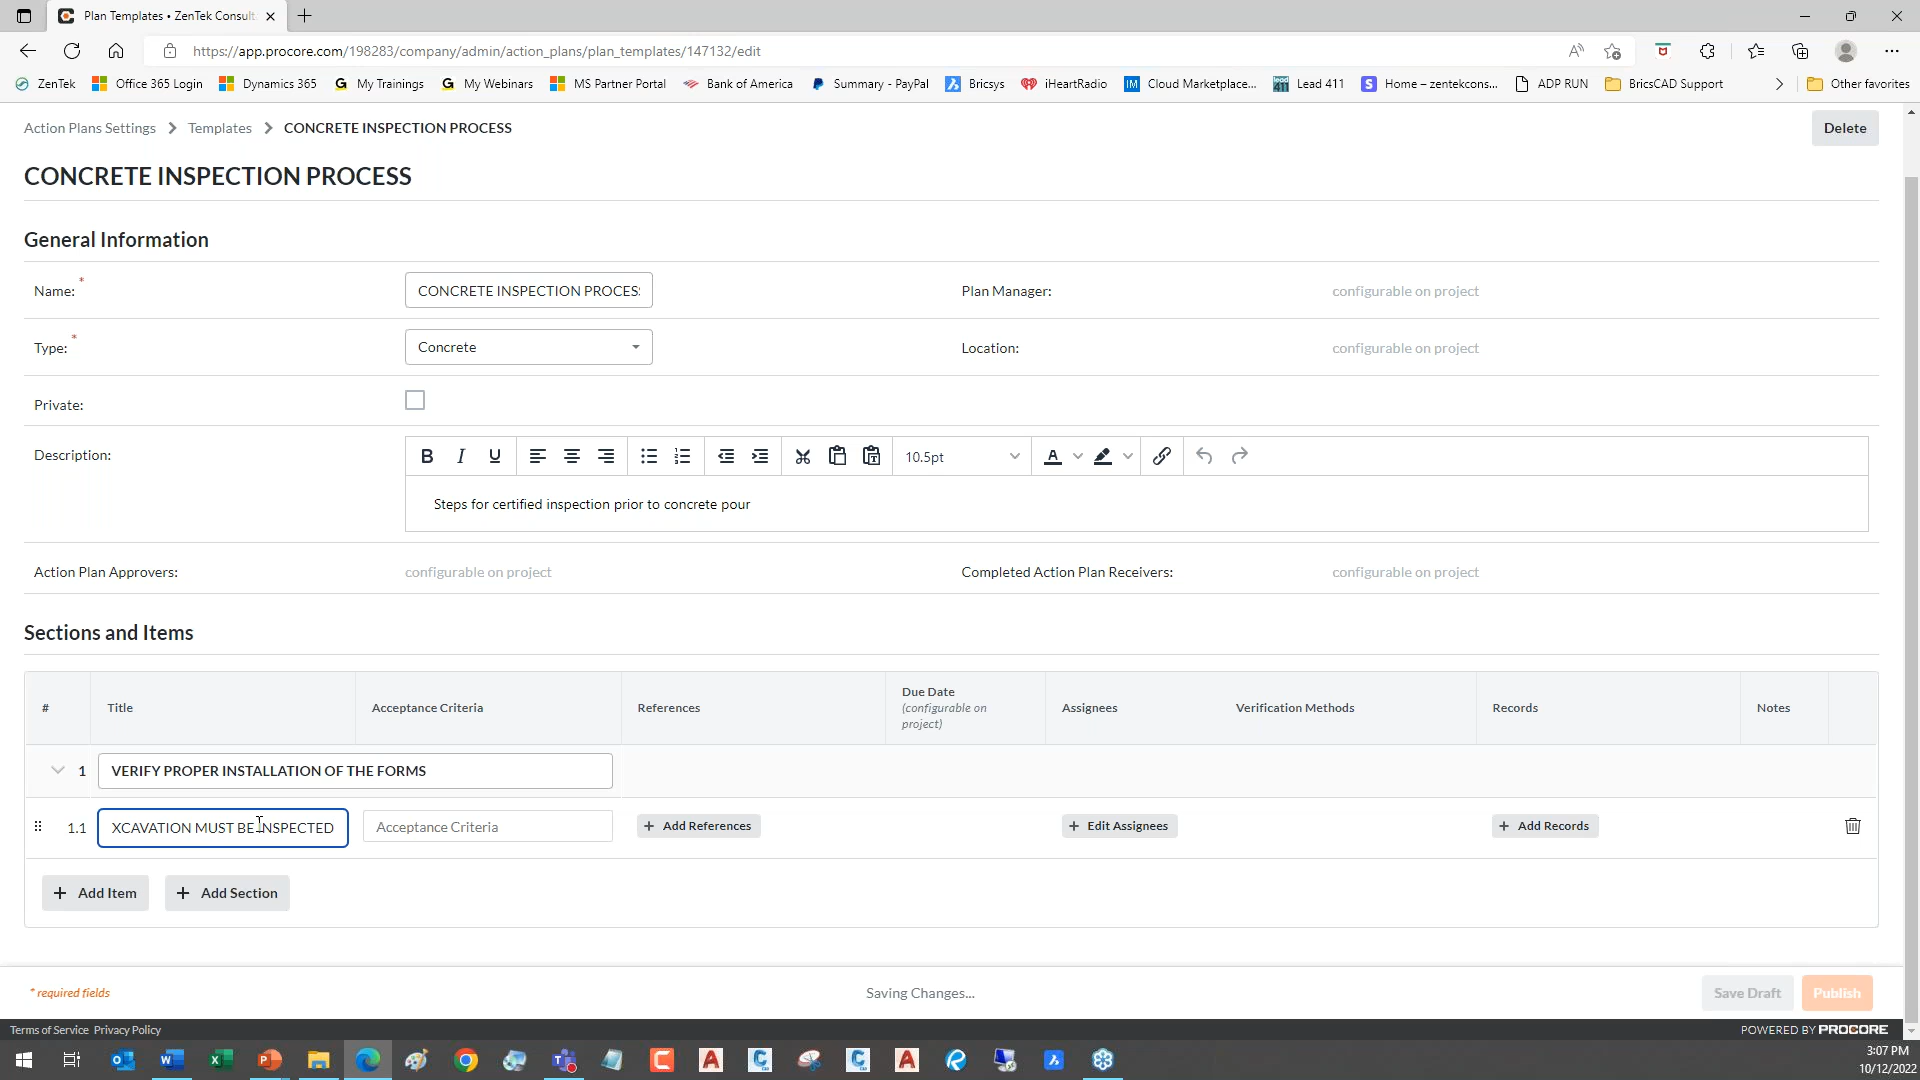 Plan Templates • ZenTek Consult
https://app.procore.com/198283/company/admin/action_plans/plan_templates/147132/edit
ZenTek Office 365 Login Dynamics 365 My Trainings My Webinars MS Partner Portal Bank of America Summary - PayPal Bricsys iHeartRadio Cloud Marketplace... Lead 411 Home – zentekcons... ADP RUN BricsCAD Support Other favorites
Action Plans Settings Templates CONCRETE INSPECTION PROCESS Delete
CONCRETE INSPECTION PROCESS
General Information
Name: * CONCRETE INSPECTION PROCES Plan Manager: configurable on project
Type: * Concrete Location: configurable on project
Private:
Description: B I U 10.5pt A
Steps for certified inspection prior to concrete pour
Action Plan Approvers: configurable on project Completed Action Plan Receivers: configurable on project
Sections and Items
# Title Acceptance Criteria References Due Date (configurable on project) Assignees Verification Methods Records Notes
1 VERIFY PROPER INSTALLATION OF THE FORMS
1.1 XCAVATION MUST BE INSPECTED Acceptance Criteria + Add References + Edit Assignees + Add Records
+ Add Item + Add Section
* required fields Saving Changes... Save Draft Publish
Terms of Service Privacy Policy POWERED BY PROCORE
3:07 PM
10/12/2022